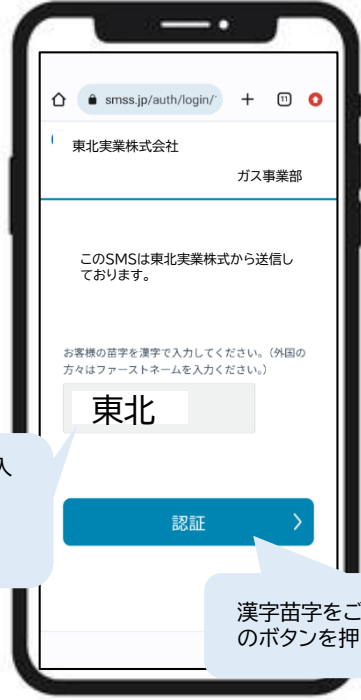 smss.jp/auth/login/
11
東北実業株式会社
ガス事業部
このSMSは東北実業株式から送信し
ております。
お客様の苗字を漢字で入力してください。(外国の
方々はファーストネームを入力ください。)
東北
入
認証
漢字苗字をご
のボタンを押